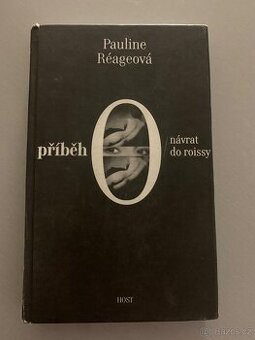 Pauline
Réageová
příběh O
návrat
do roissy
HOST